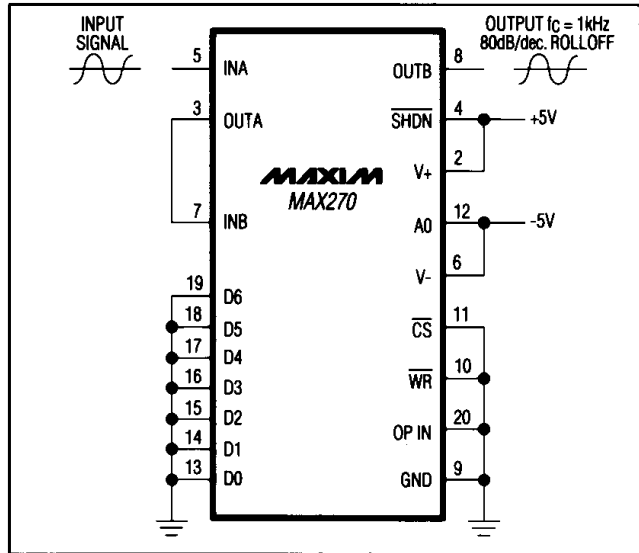 INPUT
SIGNAL
OUTPUT fC = 1kHz
80dB/dec. ROLLOFF
5 INA
OUTB 8
3 OUTA
SHDN 4
+5V
V+ 2
MAXIM
MAX270
7 INB
A0 12
-5V
V- 6
19 D6
18 D5
CS 11
17 D4
16 D3
WR 10
15 D2
OP IN 20
14 D1
13 D0
GND 9